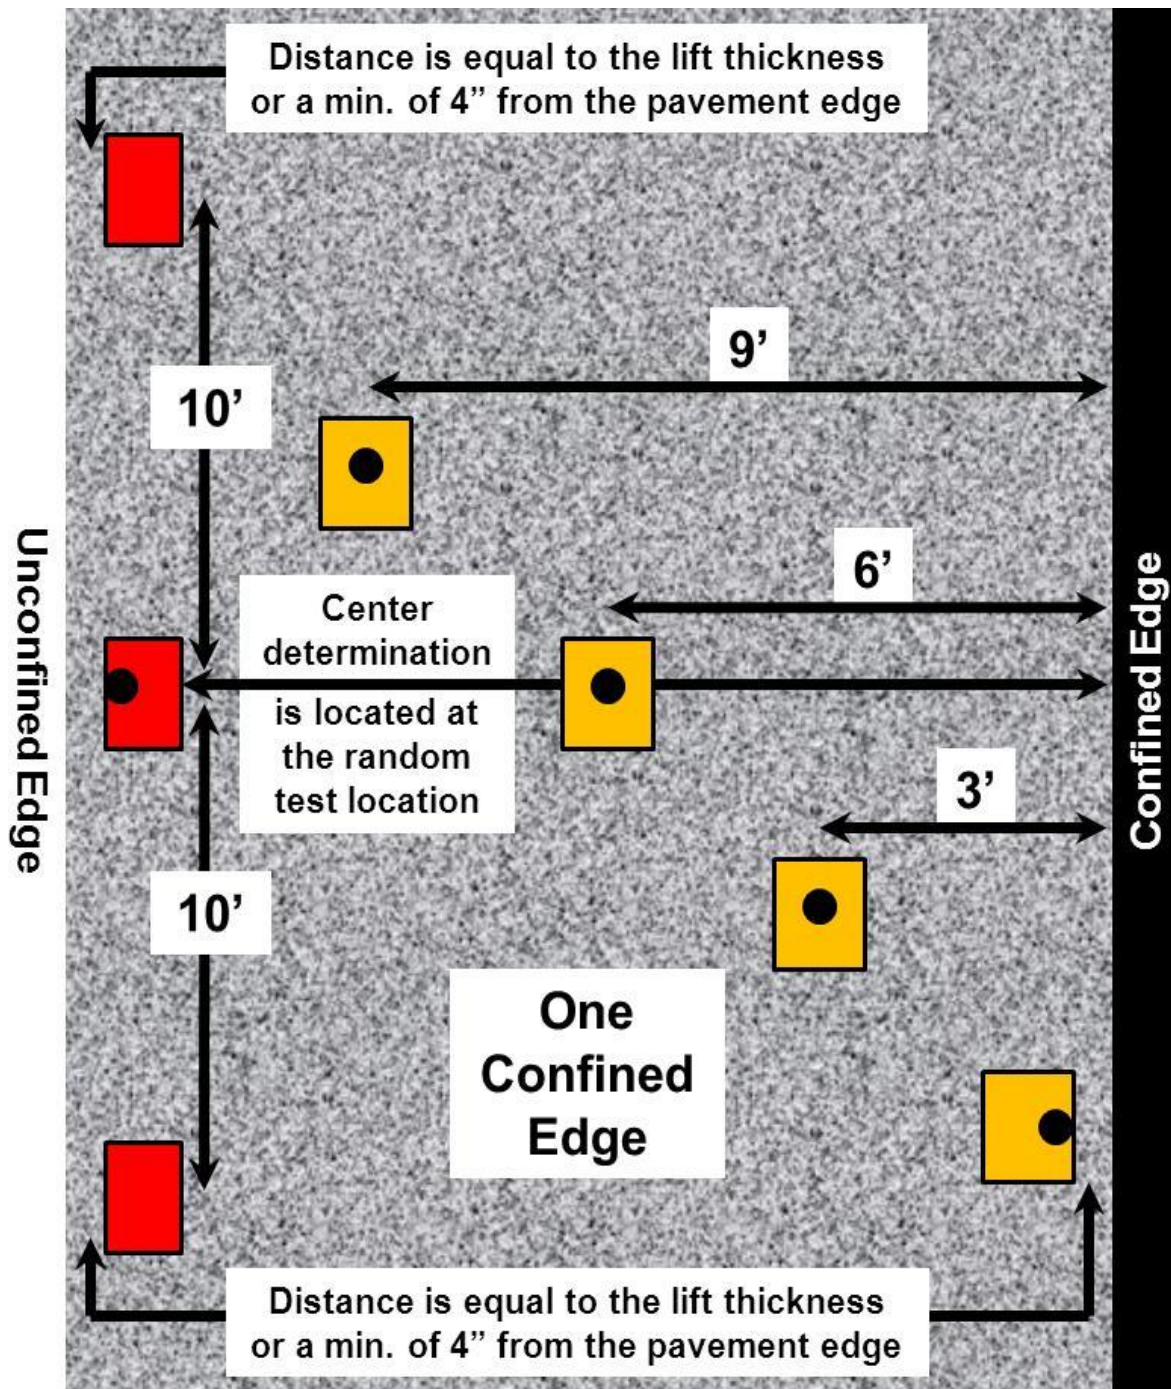 Distance is equal to the lift thickness
or a min. of 4” from the pavement edge
9’
10’
6’
Unconfined Edge
Center
determination
is located at
the random
test location
Confined Edge
3’
10’
One
Confined
Edge
Distance is equal to the lift thickness
or a min. of 4” from the pavement edge